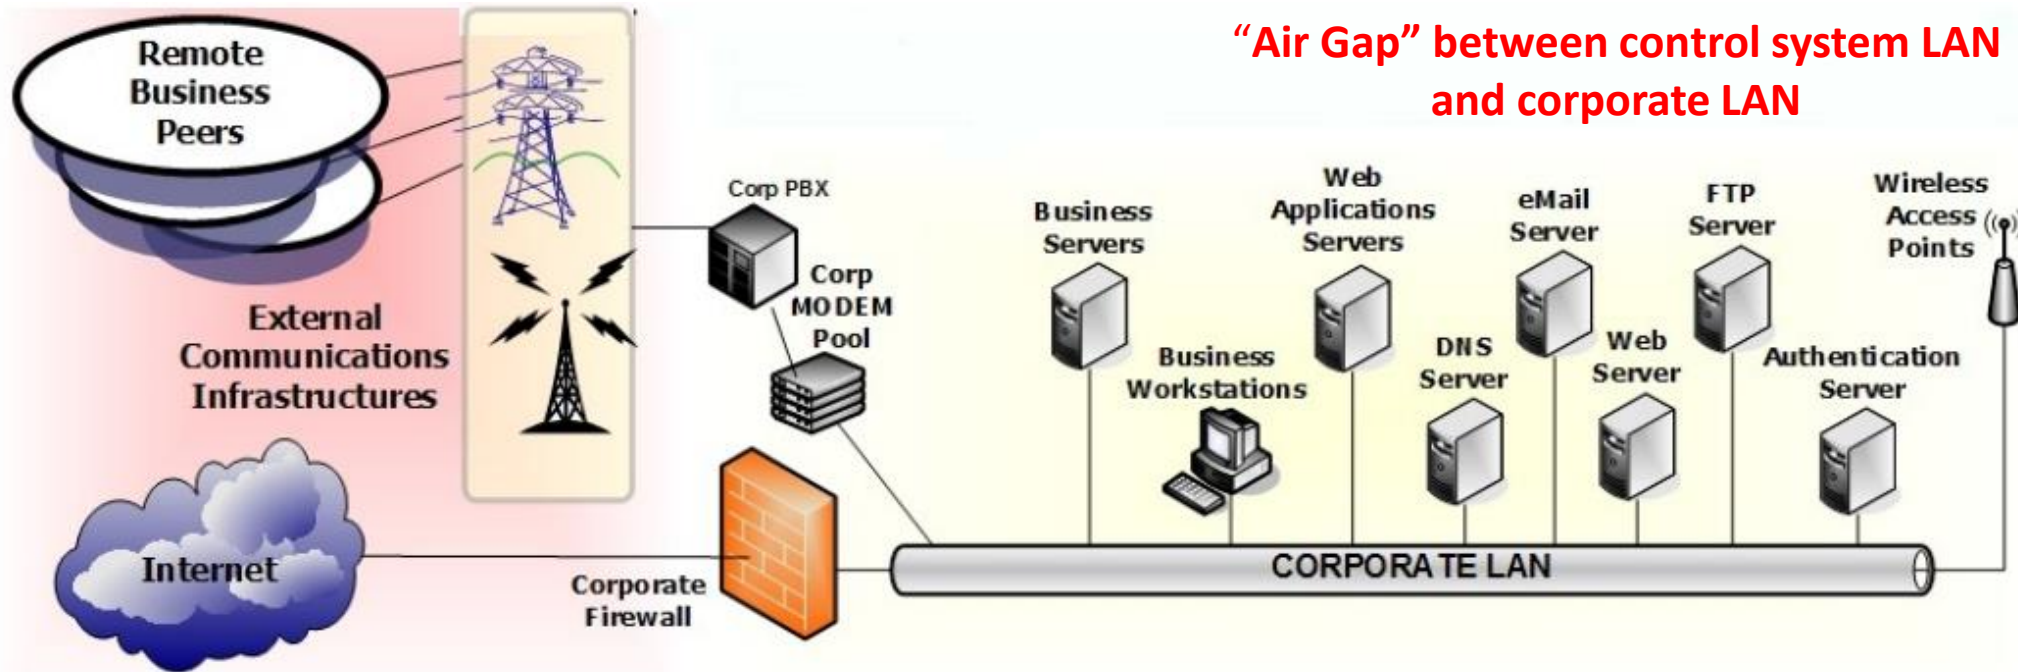 “Air Gap” between control system LAN
and corporate LAN
Remote
Business
Peers
External
Communications
Infrastructures
Internet
Corp PBX
Corp
MODEM
Pool
Corporate
Firewall
Business
Servers
Business
Workstations
Web
Applications
Servers
DNS
Server
eMail
Server
Web
Server
FTP
Server
Authentication
Server
Wireless
Access
Points
CORPORATE LAN